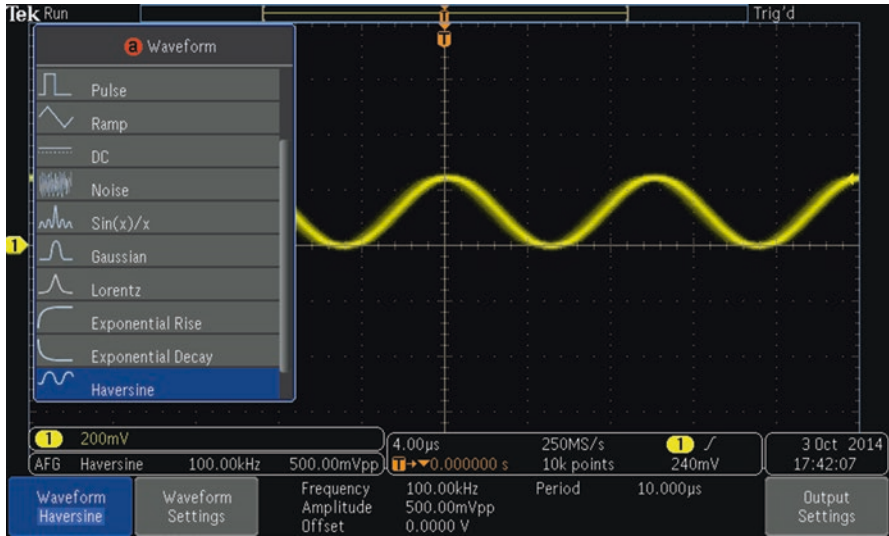 Tek Run
Trig'd
T
T
a Waveform
Pulse
Ramp
DC
Noise
Sin(x)/x
Gaussian
Lorentz
Exponential Rise
Exponential Decay
Haversine
1
1 200mV
AFG Haversine 100.00kHz 500.00mVpp
4.00µs 250MS/s 1
T→▼0.000000 s 10k points 240mV
3 Oct 2014
17:42:07
Waveform
Haversine
Waveform
Settings
Frequency 100.00kHz Period 10.000µs
Amplitude 500.00mVpp
Offset 0.0000 V
Output
Settings